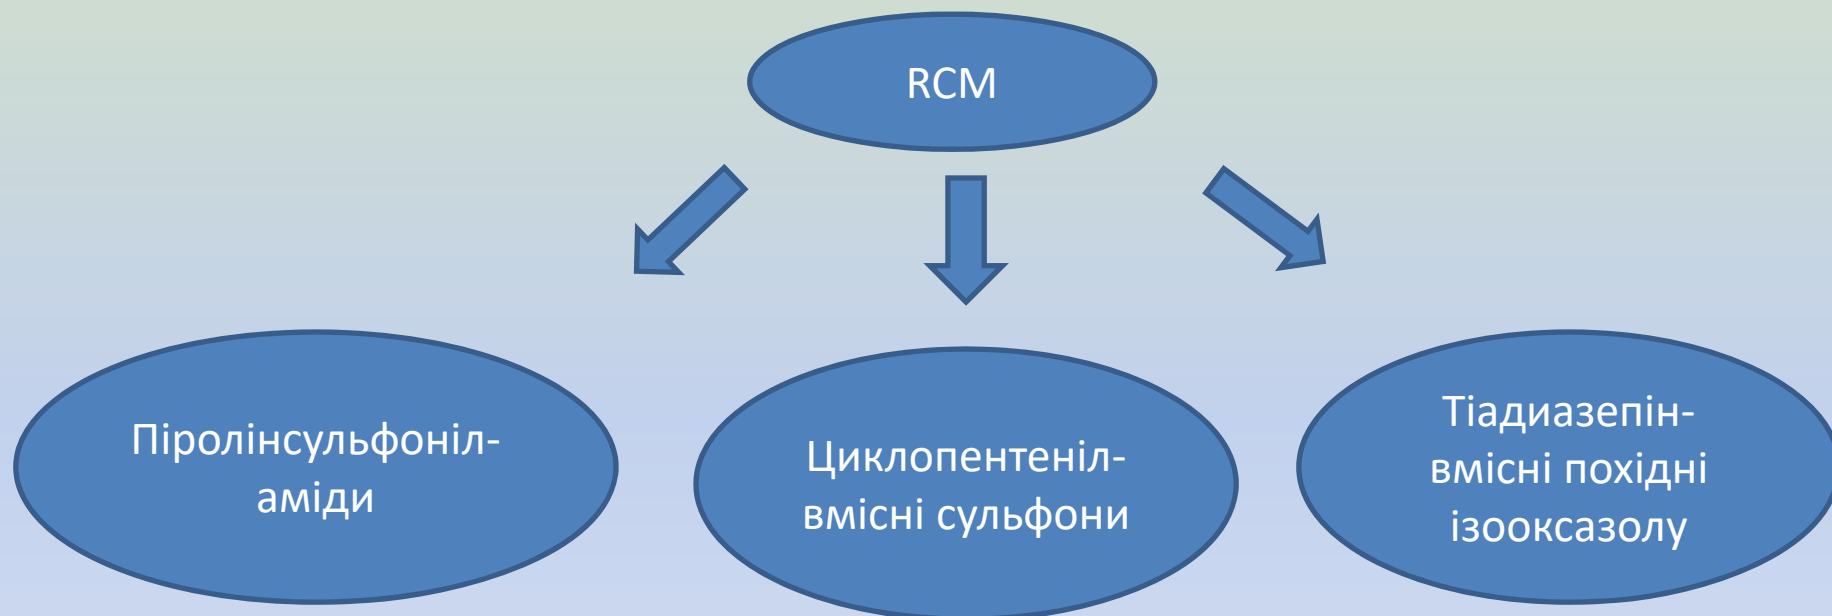 RCM
Піролінсульфоніл-
аміди
Циклопентеніл-
вмісні сульфони
Тіадиазепін-
вмісні похідні
ізооксазолу